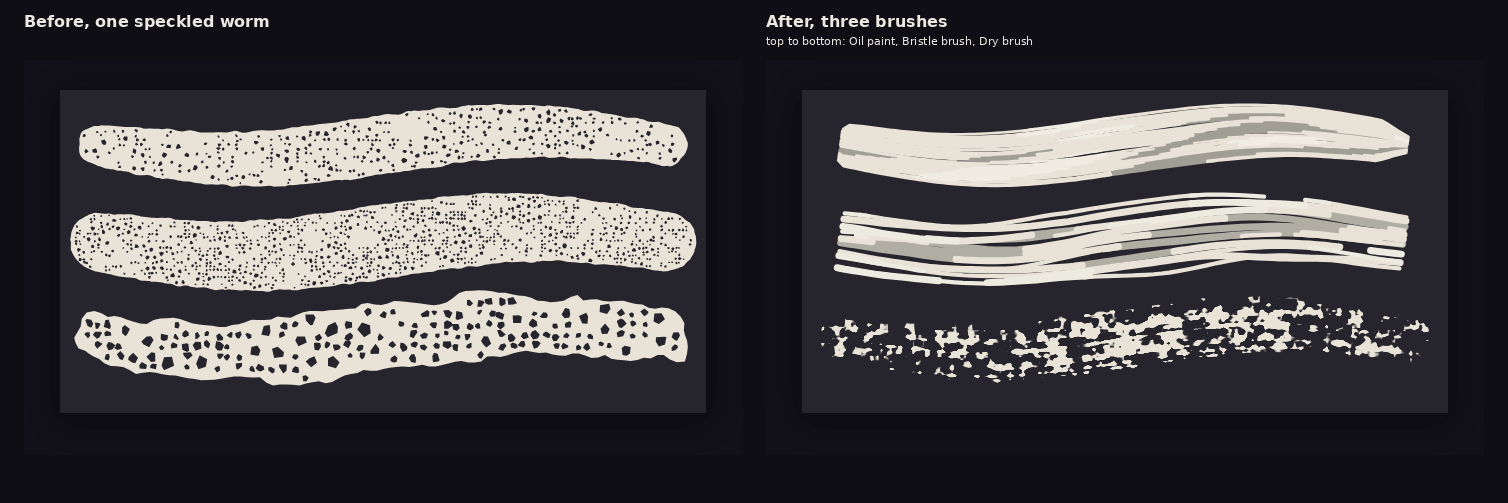 Before, one speckled worm
After, three brushes
top to bottom: Oil paint, Bristle brush, Dry brush